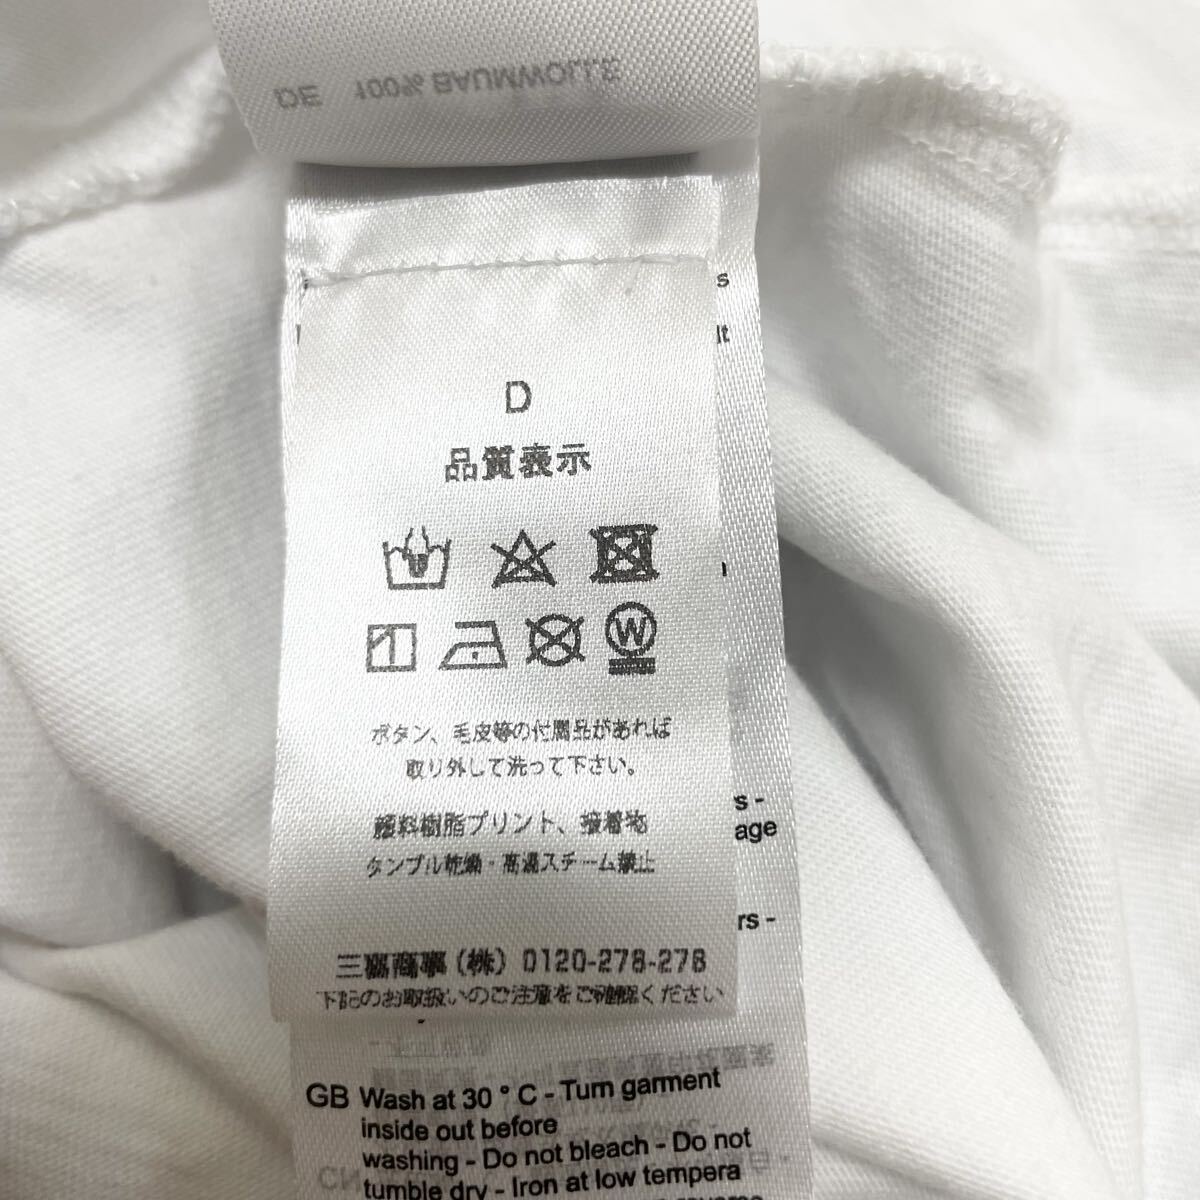 DE 100% BAUMWOLLE
s
lt
D
品質表示
W
ボタン、毛皮等の付属品があれば
取り外して洗って下さい。
顔料樹脂プリント、接着物
タンブル乾燥・高温スチーム禁止
s -
age
rs -
三喜商事(株) 0120-278-278
下記のお取扱いのご注意をご確認ください
GB Wash at 30 ° C - Turn garment
inside out before
washing - Do not bleach - Do not
tumble dry - Iron at low tempera